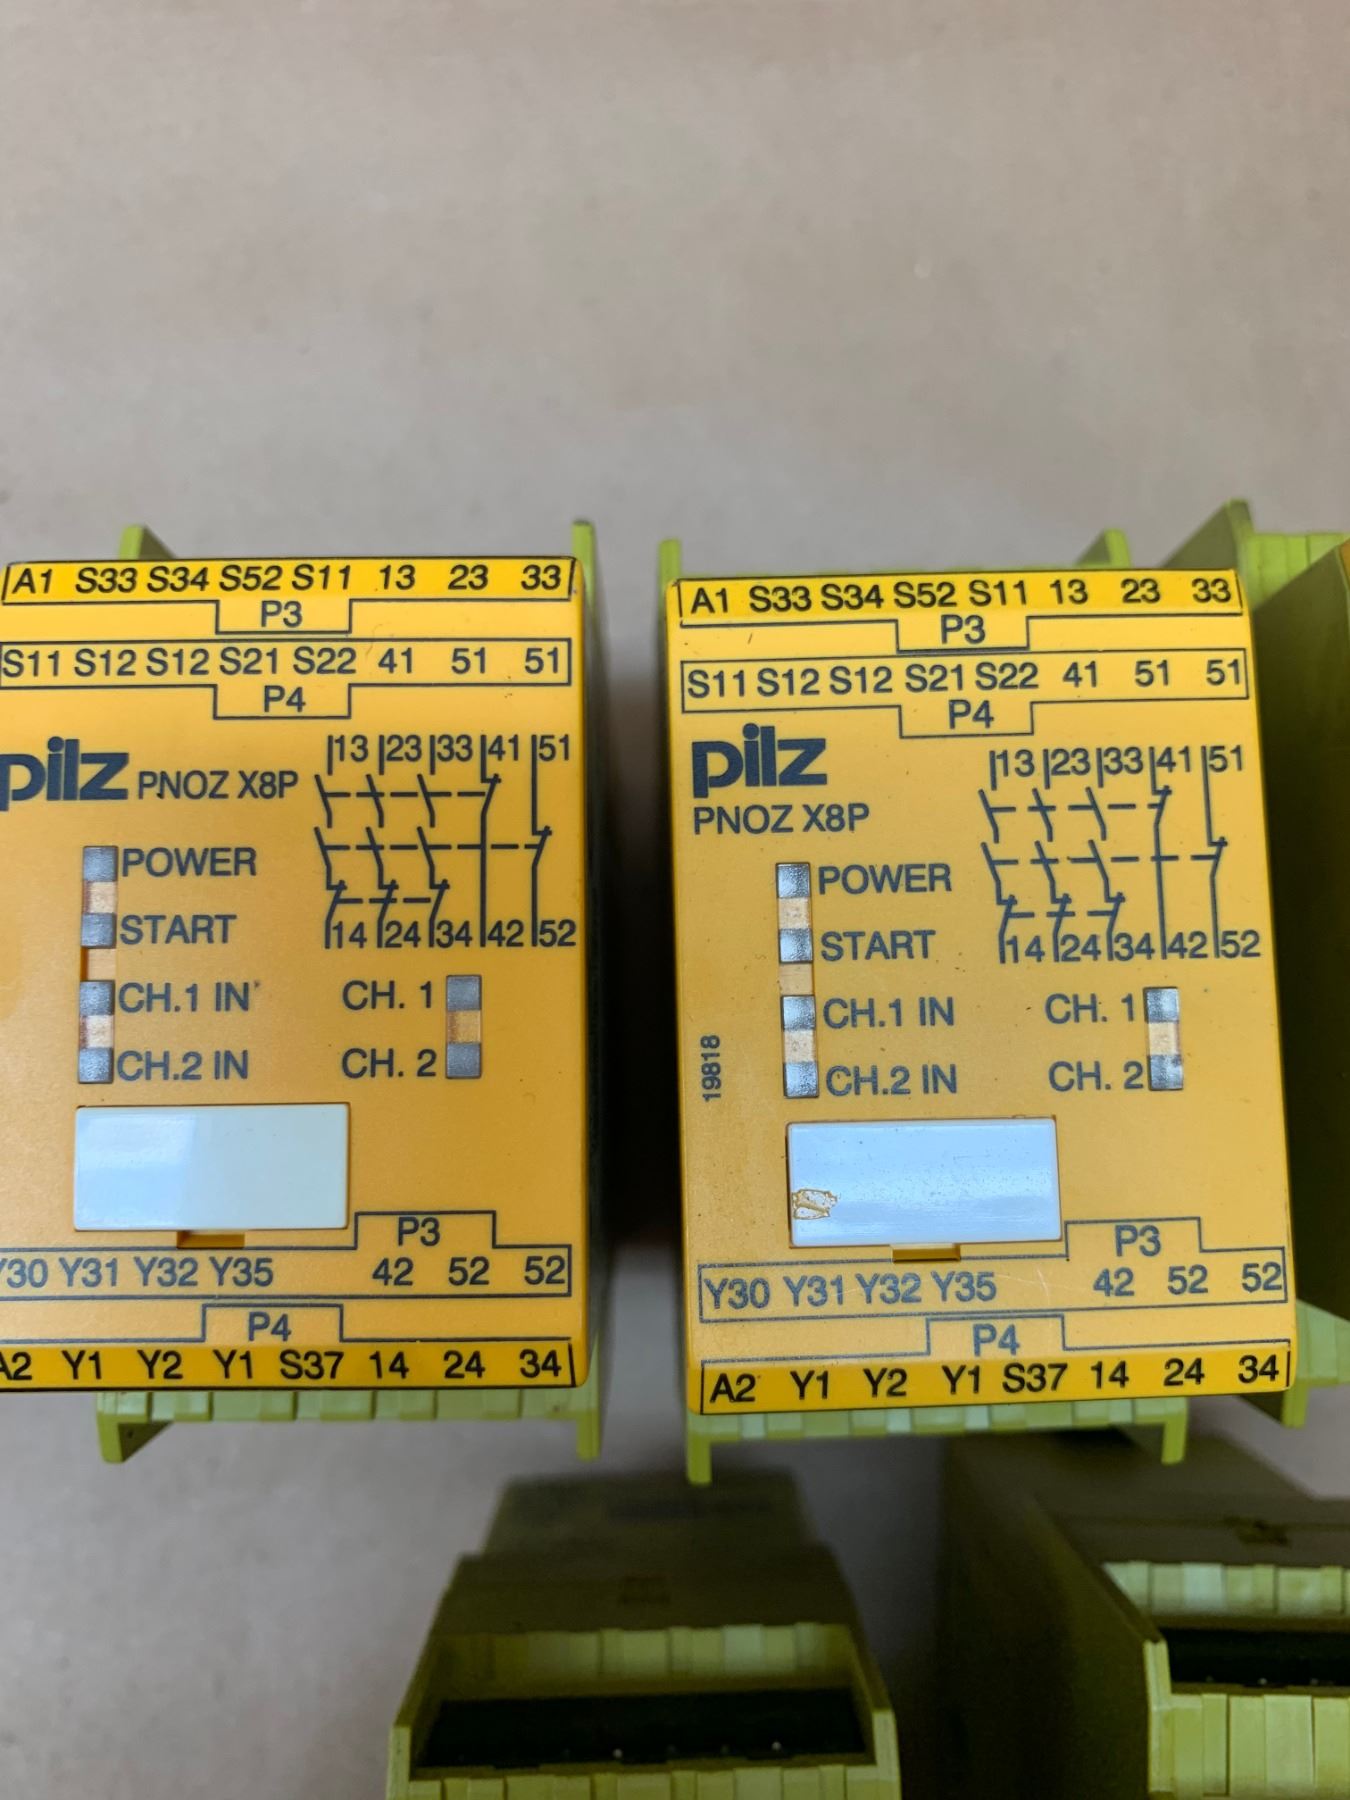 A1 S33 S34 S52 S11 13 23 33
P3
S11 S12 S12 S21 S22 41 51 51
P4
pilz PNOZ X8P
13 23 33 41 51
POWER
START
14 24 34 42 52
CH.1 IN CH. 1
CH.2 IN CH. 2
P3
Y30 Y31 Y32 Y35 42 52 52
P4
A2 Y1 Y2 Y1 S37 14 24 34
A1 S33 S34 S52 S11 13 23 33
P3
S11 S12 S12 S21 S22 41 51 51
P4
pilz
PNOZ X8P
13 23 33 41 51
POWER
START
14 24 34 42 52
CH.1 IN CH. 1
CH.2 IN CH. 2
19818
P3
Y30 Y31 Y32 Y35 42 52 52
P4
A2 Y1 Y2 Y1 S37 14 24 34